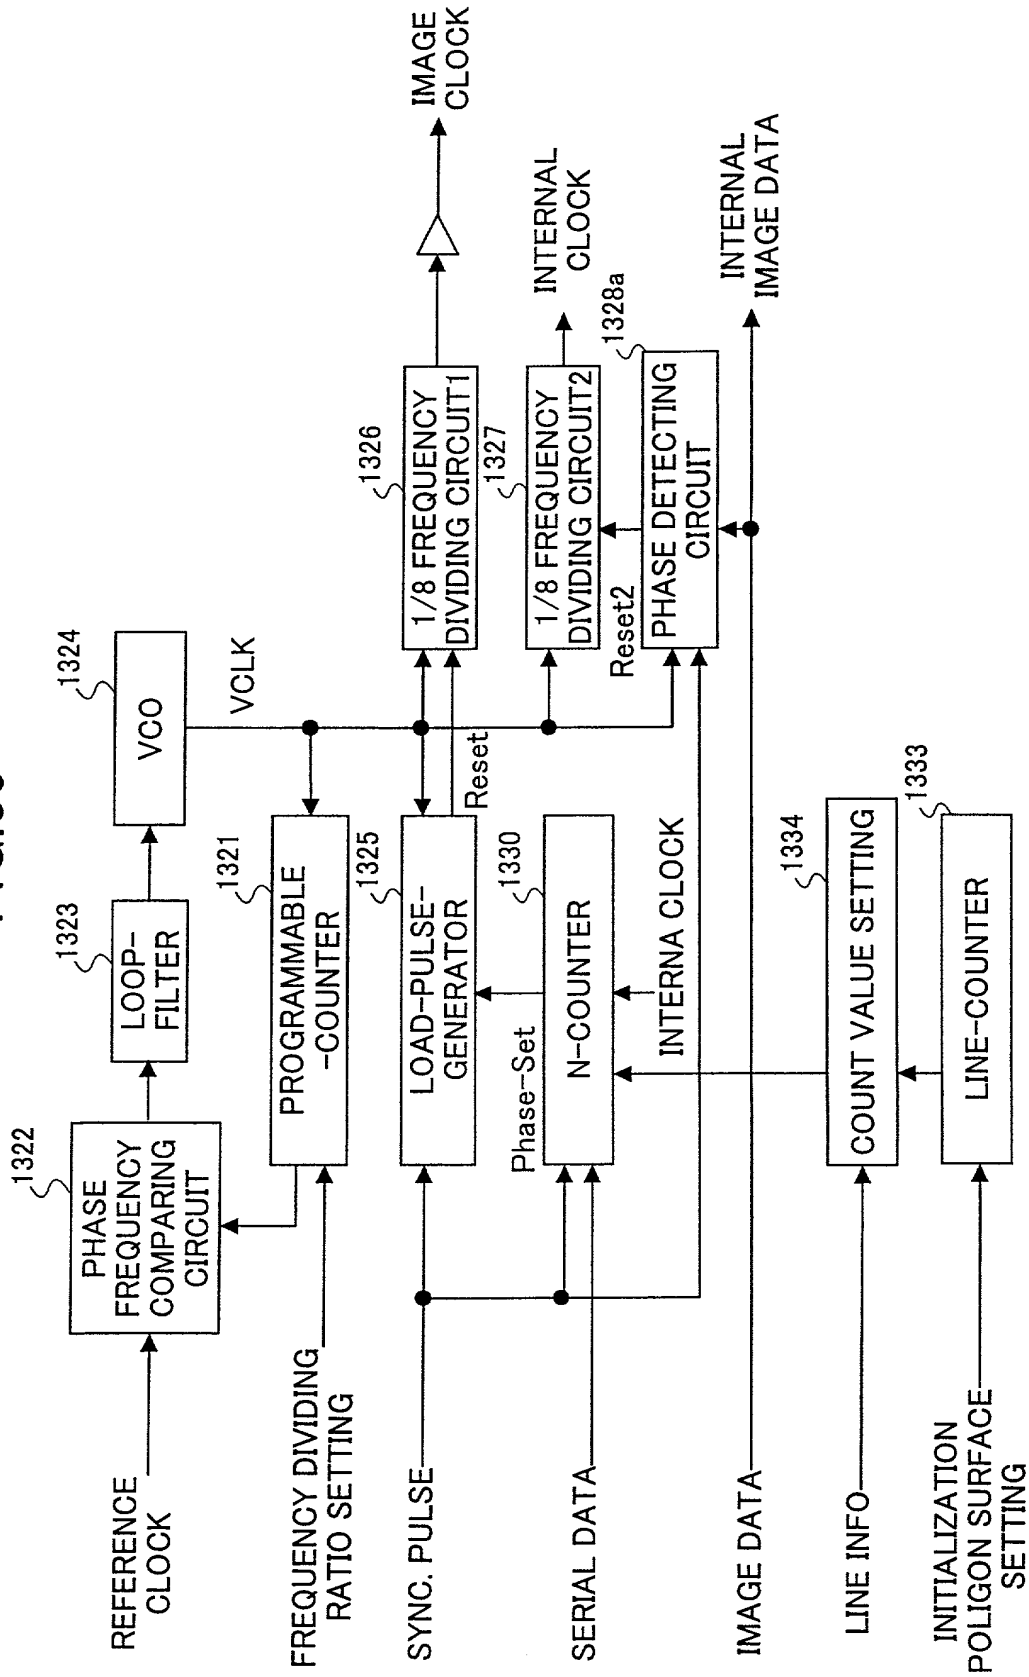 REFERENCE
CLOCK
1322
PHASE
FREQUENCY
COMPARING
CIRCUIT
1323
LOOP-
FILTER
1324
VCO
VCLK
FREQUENCY DIVIDING
RATIO SETTING
1321
PROGRAMMABLE
-COUNTER
SYNC. PULSE
1325
LOAD-PULSE-
GENERATOR
Reset
1326
1/8 FREQUENCY
DIVIDING CIRCUIT1
IMAGE
CLOCK
Phase-Set
SERIAL DATA
1330
N-COUNTER
INTERNA CLOCK
1327
1/8 FREQUENCY
DIVIDING CIRCUIT2
INTERNAL
CLOCK
Reset2
1328a
PHASE DETECTING
CIRCUIT
IMAGE DATA
INTERNAL
IMAGE DATA
LINE INFO
1334
COUNT VALUE SETTING
INITIALIZATION
POLIGON SURFACE
SETTING
1333
LINE-COUNTER